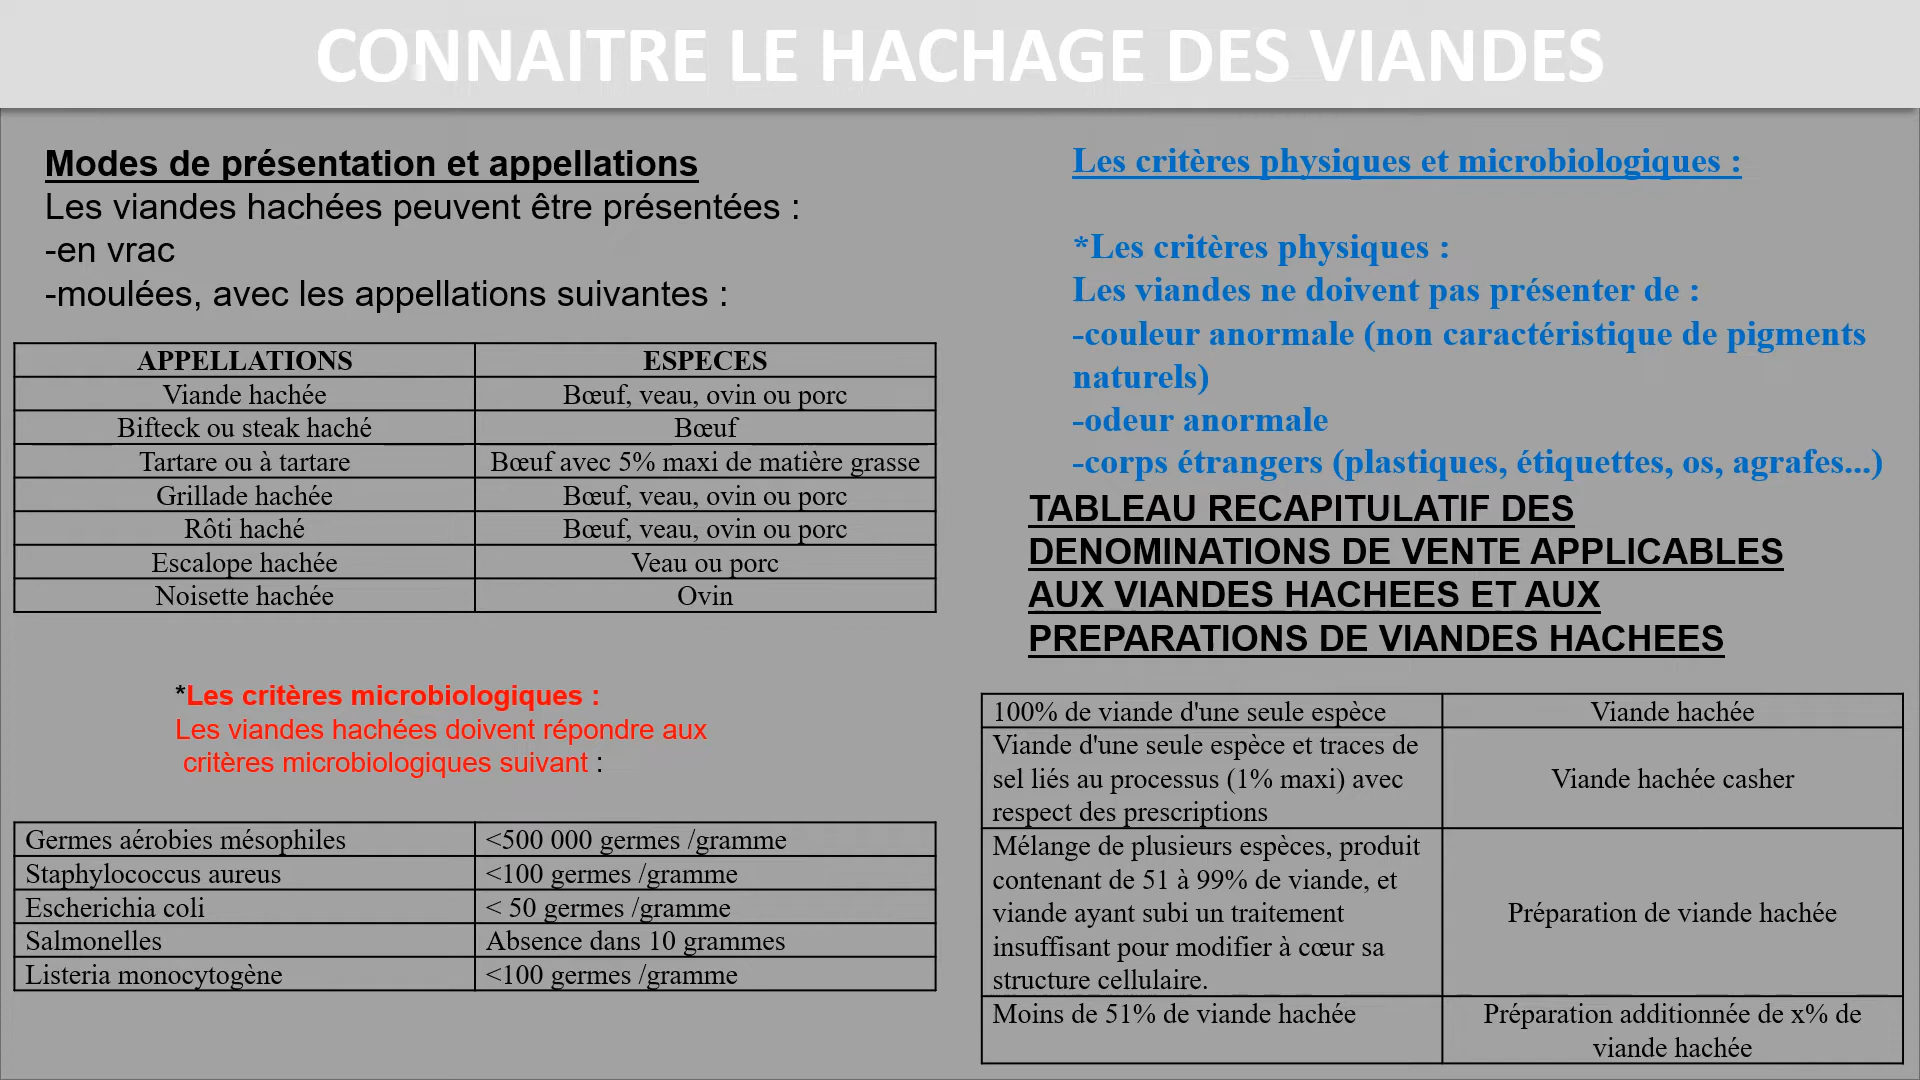 CONNAITRE LE HACHAGE DES VIANDES
Modes de présentation et appellations
Les viandes hachées peuvent être présentées :
-en vrac
-moulées, avec les appellations suivantes :
APPELLATIONS ESPECES
Viande hachée Bœuf, veau, ovin ou porc
Bifteck ou steak haché Bœuf
Tartare ou à tartare Bœuf avec 5% maxi de matière grasse
Grillade hachée Bœuf, veau, ovin ou porc
Rôti haché Bœuf, veau, ovin ou porc
Escalope hachée Veau ou porc
Noisette hachée Ovin
*Les critères microbiologiques :
Les viandes hachées doivent répondre aux
critères microbiologiques suivant :
Germes aérobies mésophiles <500 000 germes /gramme
Staphylococcus aureus <100 germes /gramme
Escherichia coli < 50 germes /gramme
Salmonelles Absence dans 10 grammes
Listeria monocytogène <100 germes /gramme
Les critères physiques et microbiologiques :
*Les critères physiques :
Les viandes ne doivent pas présenter de :
-couleur anormale (non caractéristique de pigments
naturels)
-odeur anormale
-corps étrangers (plastiques, étiquettes, os, agrafes...)
TABLEAU RECAPITULATIF DES
DENOMINATIONS DE VENTE APPLICABLES
AUX VIANDES HACHEES ET AUX
PREPARATIONS DE VIANDES HACHEES
100% de viande d'une seule espèce Viande hachée
Viande d'une seule espèce et traces de
sel liés au processus (1% maxi) avec Viande hachée casher
respect des prescriptions
Mélange de plusieurs espèces, produit
contenant de 51 à 99% de viande, et
viande ayant subi un traitement Préparation de viande hachée
insuffisant pour modifier à cœur sa
structure cellulaire.
Moins de 51% de viande hachée Préparation additionnée de x% de
viande hachée